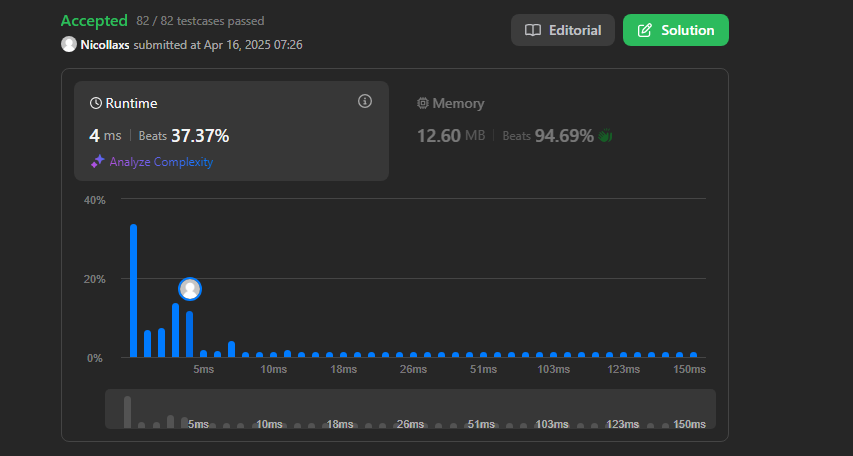 Accepted 82 / 82 testcases passed
Nicollaxs submitted at Apr 16, 2025 07:26
Editorial
Solution
Runtime
4 ms Beats 37.37%
Analyze Complexity
Memory
12.60 MB Beats 94.69%
40%
20%
0%
5ms 10ms 18ms 26ms 51ms 103ms 123ms 150ms
5ms 10ms 18ms 26ms 51ms 103ms 123ms 150ms